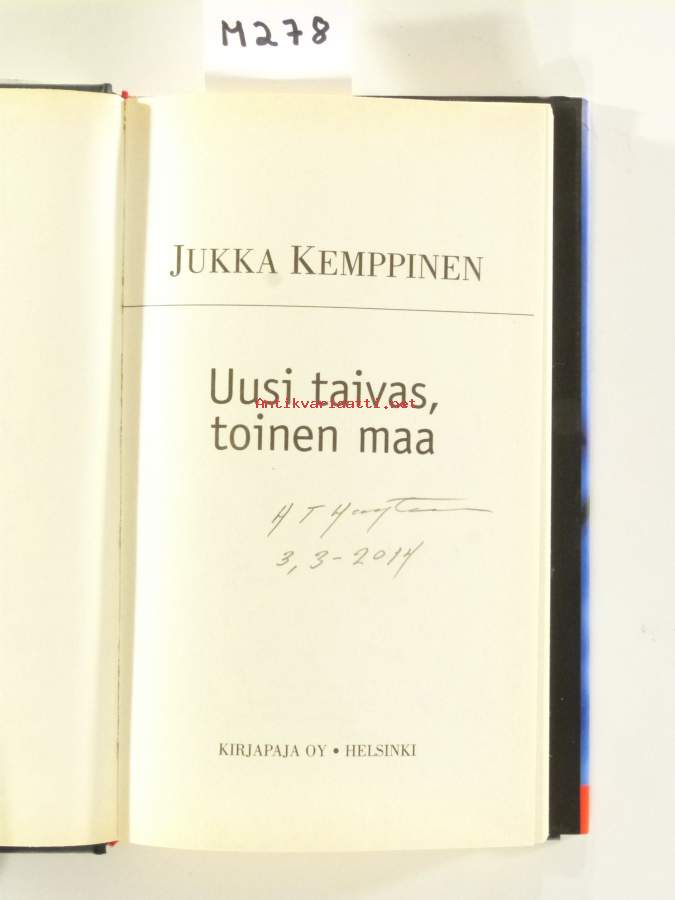 M278
JUKKA KEMPPINEN
Uusi taivas,
Antikvariaatti.net
toinen maa
H T
3,3-2014
KIRJAPAJA OY • HELSINKI